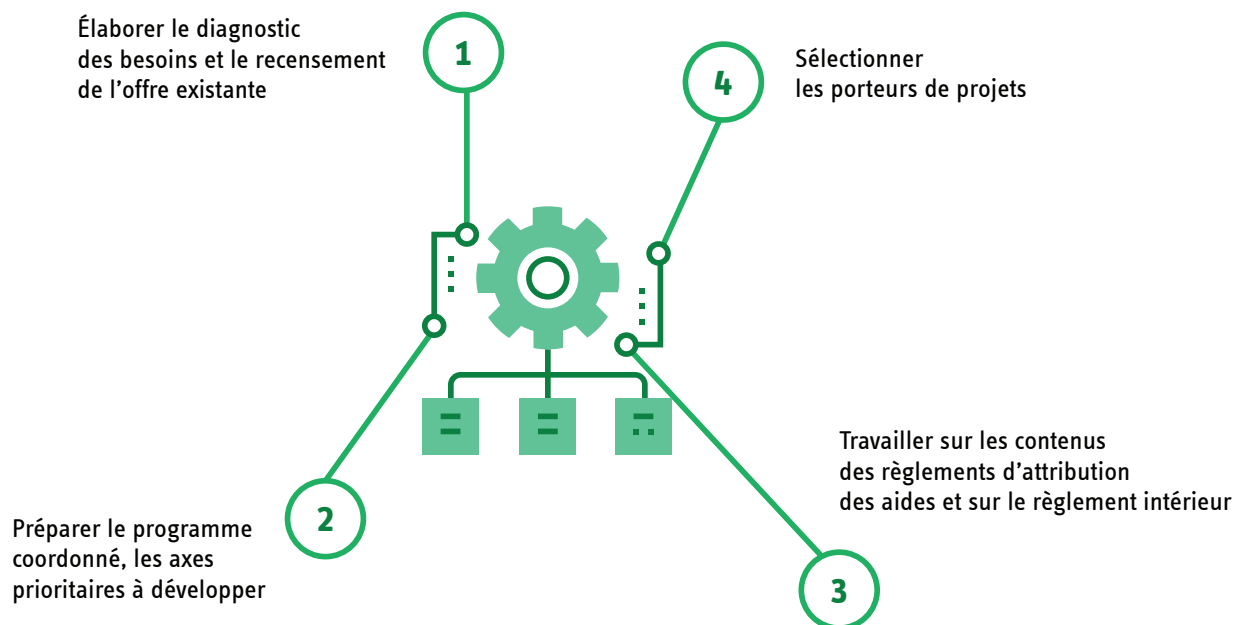 1
Élaborer le diagnostic
des besoins et le recensement
de l’offre existante
2
Préparer le programme
coordonné, les axes
prioritaires à développer
3
Travailler sur les contenus
des règlements d’attribution
des aides et sur le règlement intérieur
4
Sélectionner
les porteurs de projets